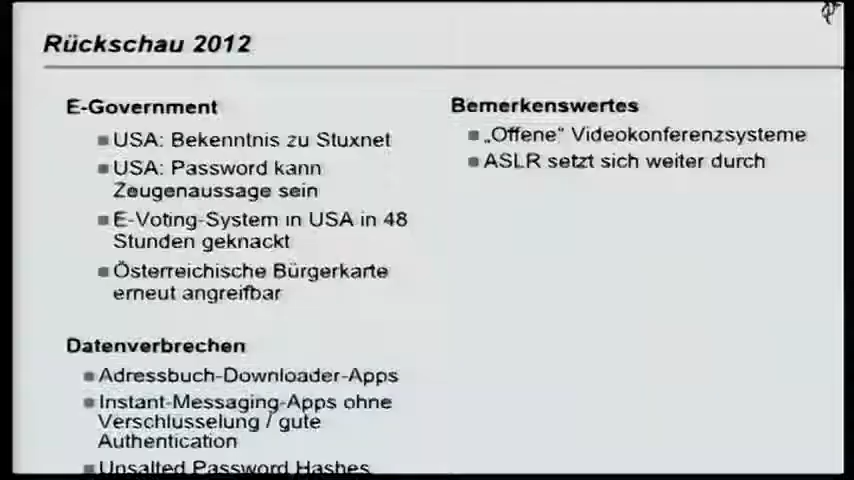 Rückschau 2012
E-Government
USA: Bekenntnis zu Stuxnet
USA: Password kann
Zeugenaussage sein
E-Voting-System in USA in 48
Stunden geknackt
Österreichische Bürgerkarte
erneut angreifbar
Datenverbrechen
Adressbuch-Downloader-Apps
Instant-Messaging-Apps ohne
Verschlüsselung / gute
Authentication
Unsalted Password Hashes
Bemerkenswertes
„Offene“ Videokonferenzsysteme
ASLR setzt sich weiter durch